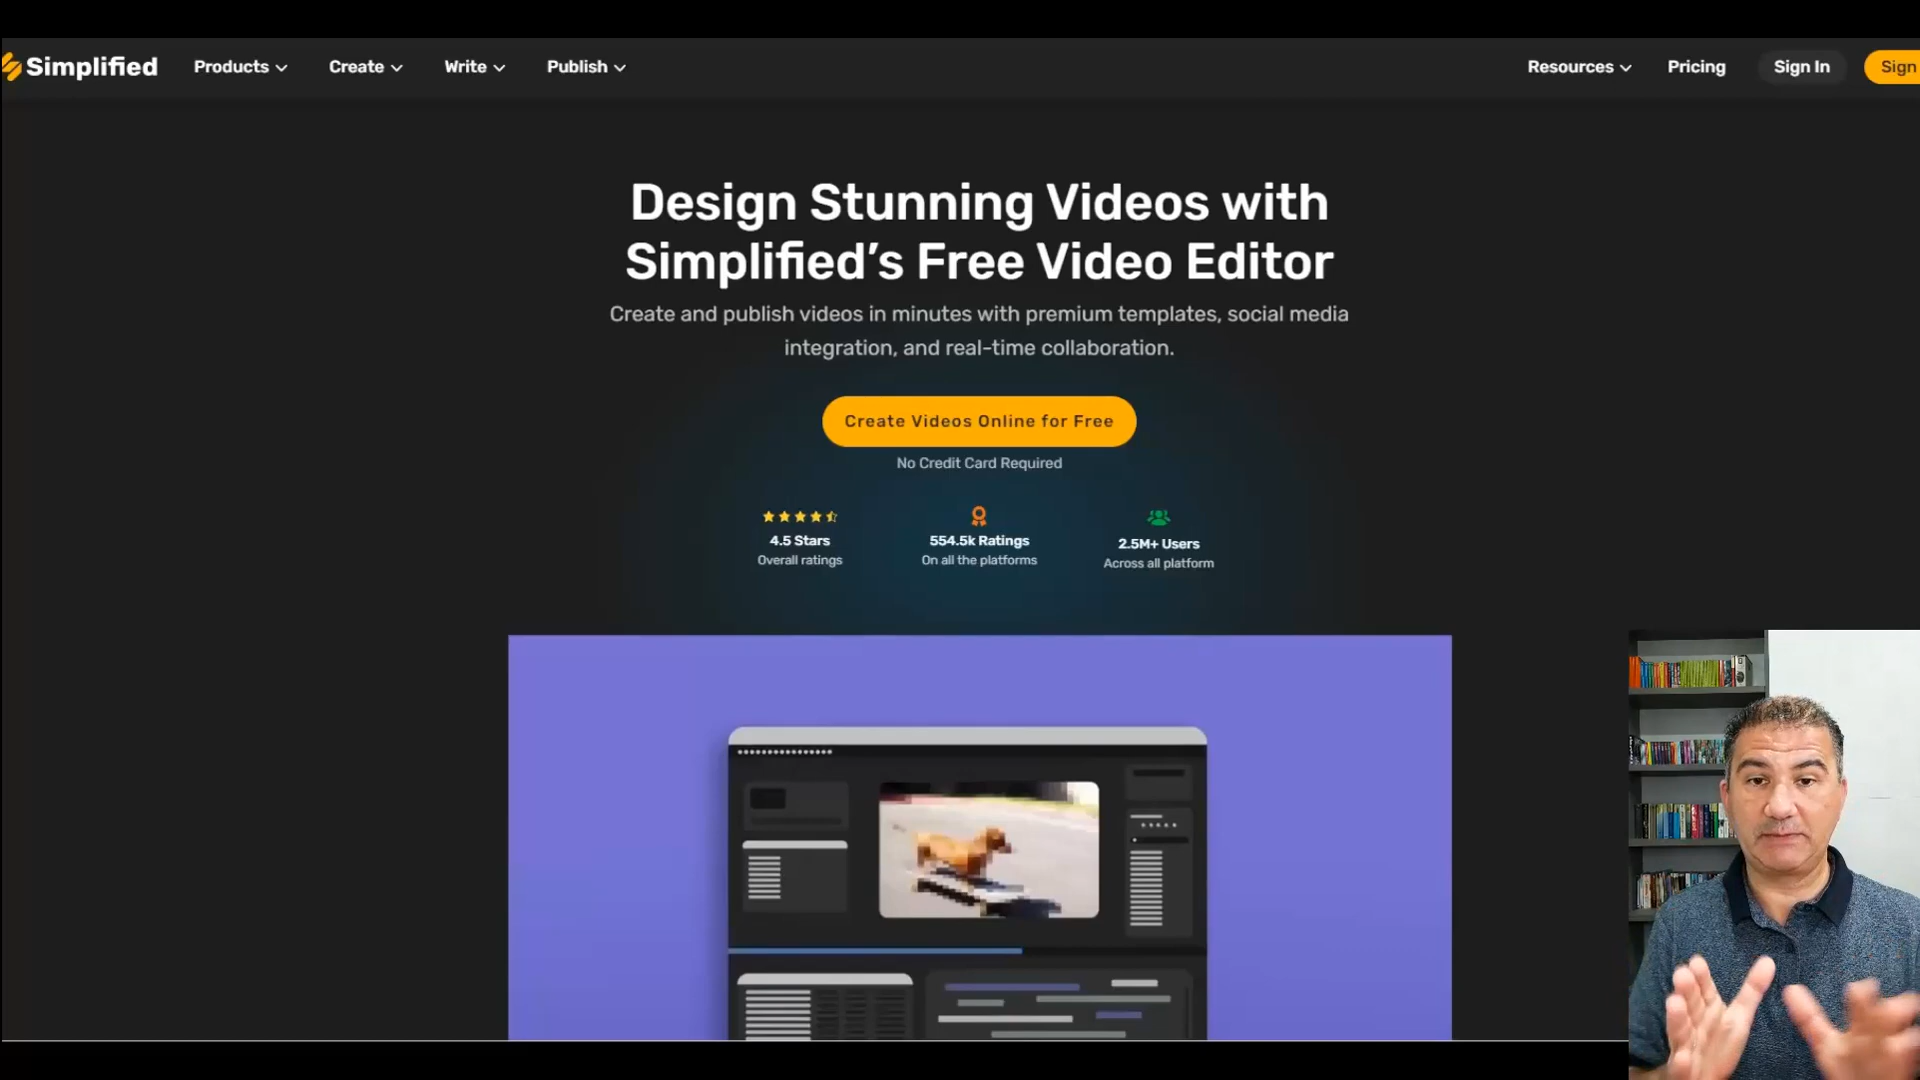 Simplified
Products
Create
Write
Publish
Resources
Pricing
Sign In
Sign
Design Stunning Videos with
Simplified's Free Video Editor
Create and publish videos in minutes with premium templates, social media
integration, and real-time collaboration.
Create Videos Online for Free
No Credit Card Required
4.5 Stars
Overall ratings
554.5k Ratings
On all the platforms
2.5M+ Users
Across all platform